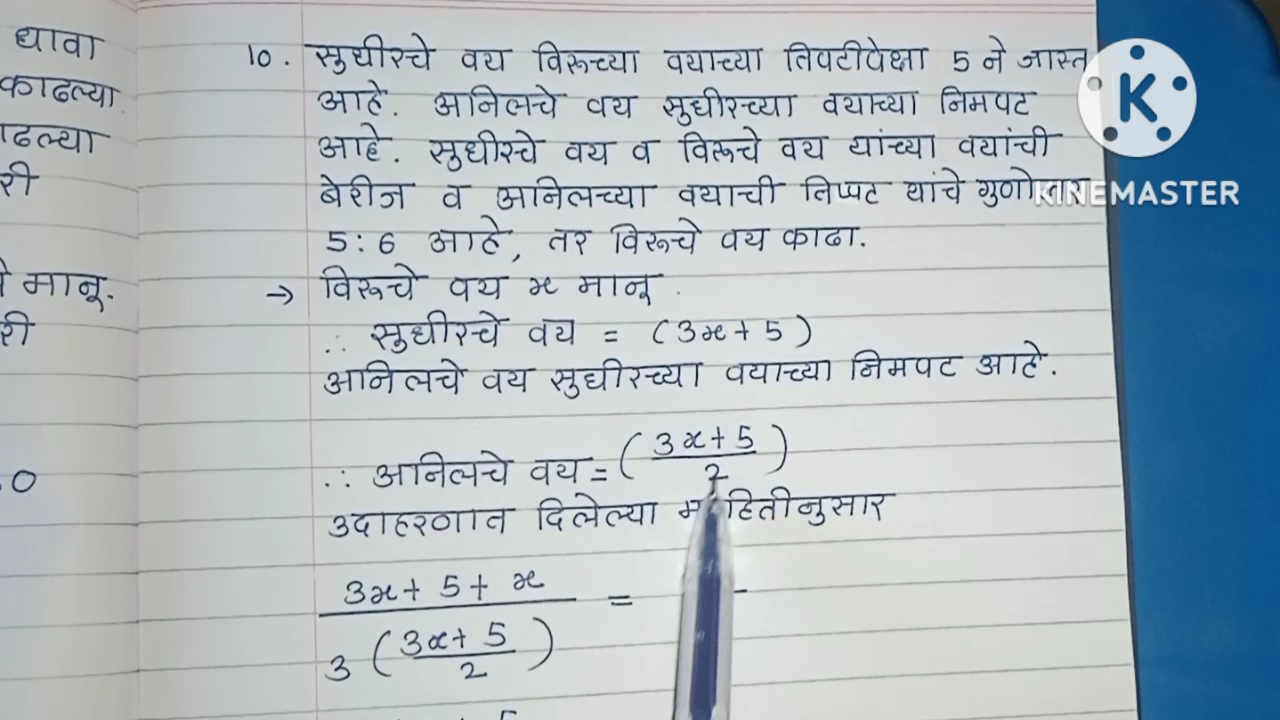 द्यावा
काढल्या
ाढल्या
री
े मानू.
री
0
10. सुधीरचे वय विरूच्या वयाच्या तिपटीपेक्षा 5 ने जास्त
आहे. अनिलचे वय सुधीरच्या वयाच्या निमपट
आहे. सुधीरचे वय व विरूचे वय यांच्या वयांची
बेरीज व अनिलच्या वयाची तिप्पट यांचे
5:6 आहे, तर विरूचे वय काढा.
→ विरूचे वय x मानू.
∴ सुधीरचे वय = (3x+5)
अनिलचे वय सुधीरच्या वयाच्या निमपट आहे.
∴ अनिलचे वय = (3x+5/2)
उदाहरणात दिलेल्या माहितीनुसार
3x+5+x / 3(3x+5/2) =
K
KINEMASTER